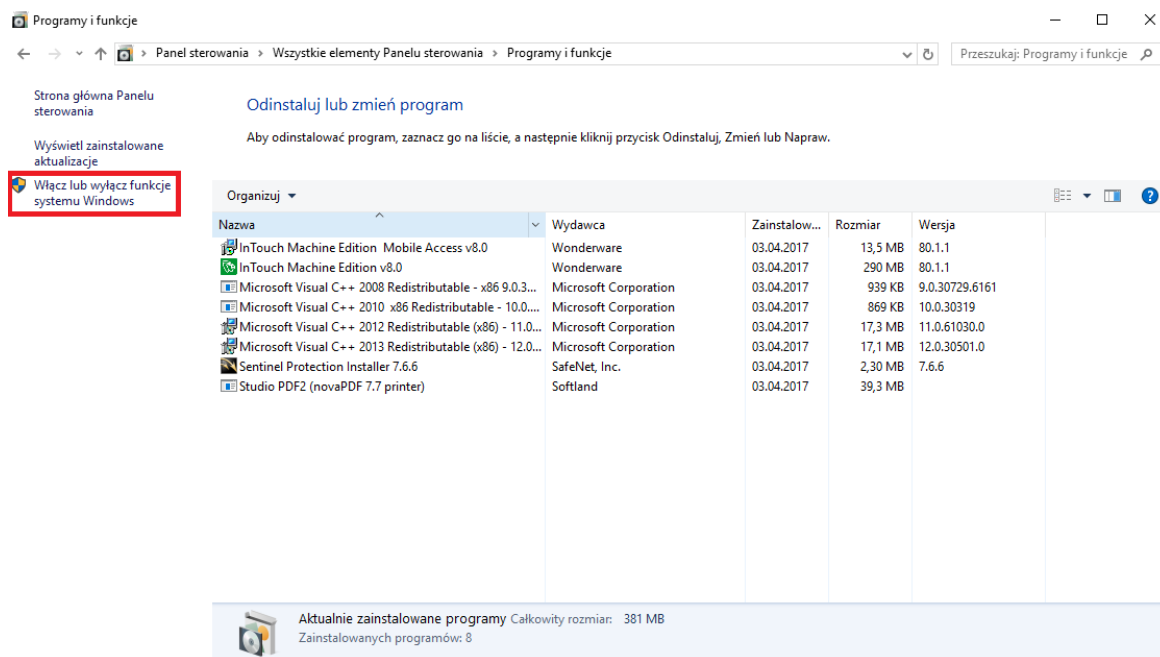 Programy i funkcje
Panel sterowania > Wszystkie elementy Panelu sterowania > Programy i funkcje
Przeszukaj: Programy i funkcje
Strona główna Panelu
sterowania
Wyświetl zainstalowane
aktualizacje
Włącz lub wyłącz funkcje
systemu Windows
Odinstaluj lub zmień program
Aby odinstalować program, zaznacz go na liście, a następnie kliknij przycisk Odinstaluj, Zmień lub Napraw.
Organizuj
Nazwa Wydawca Zainstalow... Rozmiar Wersja
InTouch Machine Edition  Mobile Access v8.0 Wonderware 03.04.2017 13,5 MB 80.1.1
InTouch Machine Edition v8.0 Wonderware 03.04.2017 290 MB 80.1.1
Microsoft Visual C++ 2008 Redistributable - x86 9.0.3... Microsoft Corporation 03.04.2017 939 KB 9.0.30729.6161
Microsoft Visual C++ 2010  x86 Redistributable - 10.0.... Microsoft Corporation 03.04.2017 869 KB 10.0.30319
Microsoft Visual C++ 2012 Redistributable (x86) - 11.0... Microsoft Corporation 03.04.2017 17,3 MB 11.0.61030.0
Microsoft Visual C++ 2013 Redistributable (x86) - 12.0... Microsoft Corporation 03.04.2017 17,1 MB 12.0.30501.0
Sentinel Protection Installer 7.6.6 SafeNet, Inc. 03.04.2017 2,30 MB 7.6.6
Studio PDF2 (novaPDF 7.7 printer) Softland 03.04.2017 39,3 MB
Aktualnie zainstalowane programy Całkowity rozmiar: 381 MB
Zainstalowanych programów: 8